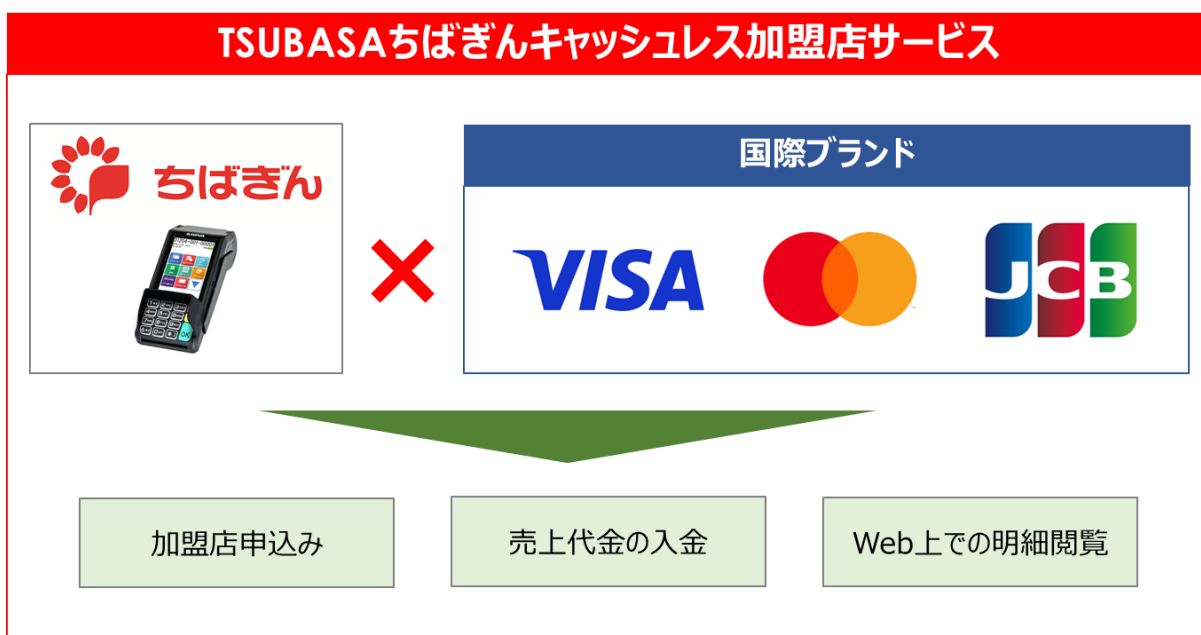 TSUBASAちばぎんキャッシュレス加盟店サービス
ちばぎん
国際ブランド
VISA
JCB
加盟店申込み
売上代金の入金
Web上での明細閲覧